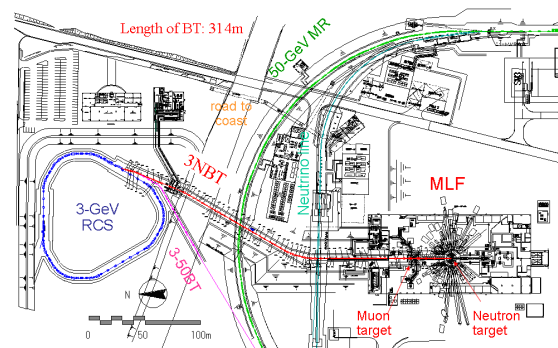 Length of BT: 314m
50-GeV MR
road to
coast
3NBT
Neutrino line
MLF
3-GeV
RCS
3-50BT
N
Muon
target
Neutron
target
0
50
100m